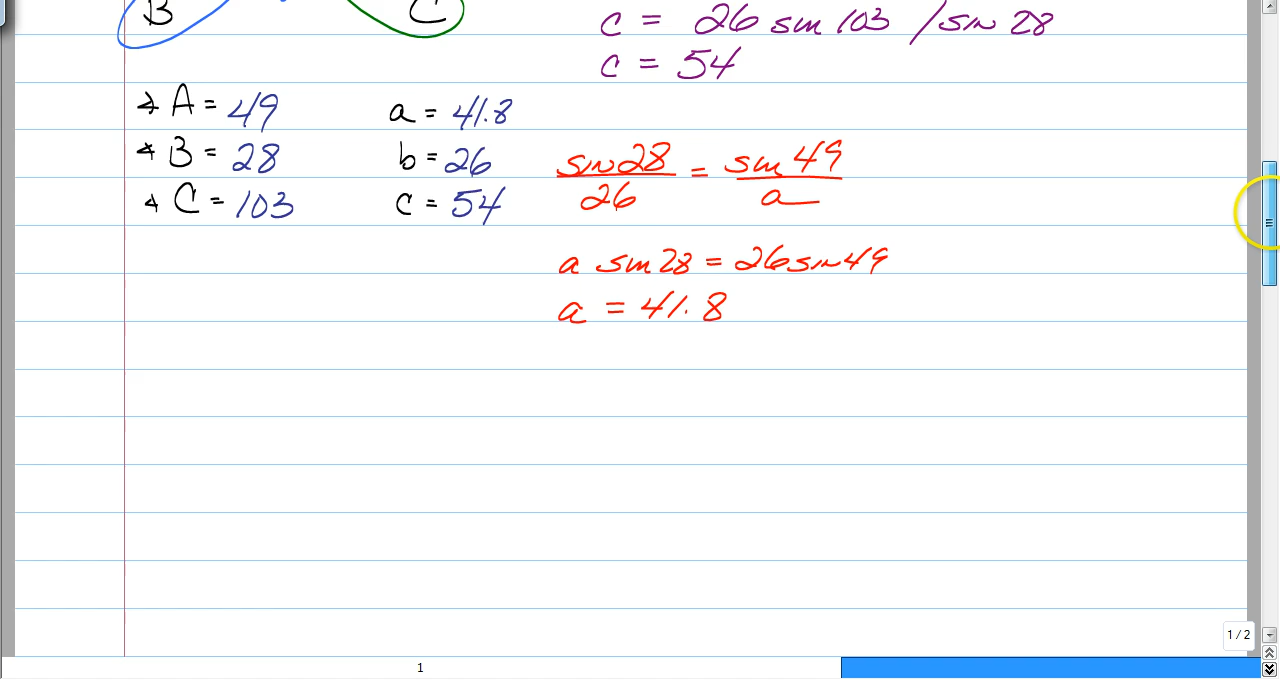 B C
c = 26 sin 103 / sin 28
c = 54
∡ A = 49 a = 41.8
∡ B = 28 b = 26
∡ C = 103 c = 54
sin 28 / 26 = sin 49 / a
a sin 28 = 26 sin 49
a = 41.8
1 / 2
1